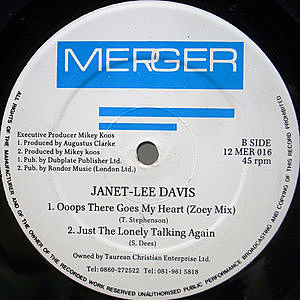 MERGER
Executive Producer Mikey Koos
1. Produced by Augustus Clarke
2. Produced by Mikey koos
1. Pub. by Dubplate Publisher Ltd.
2. Pub. by Rondor Music (London Ltd.)
B SIDE
12 MER 016
45 rpm
JANET-LEE DAVIS
1. Ooops There Goes My Heart (Zoey Mix)
(T. Stephenson)
2. Just The Lonely Talking Again
(S. Dees)
Owned by Taurean Christian Enterprise Ltd.
Tel: 0860-272522 Tel: 081-961 5818
ALL RIGHTS OF THE MANUFACTURER AND OF THE OWNER OF THE RECORDED WORK RESERVED UNAUTHORISED PUBLIC PERFORMANCE BROADCASTING AND COPYING OF THIS RECORD PROHIBITED